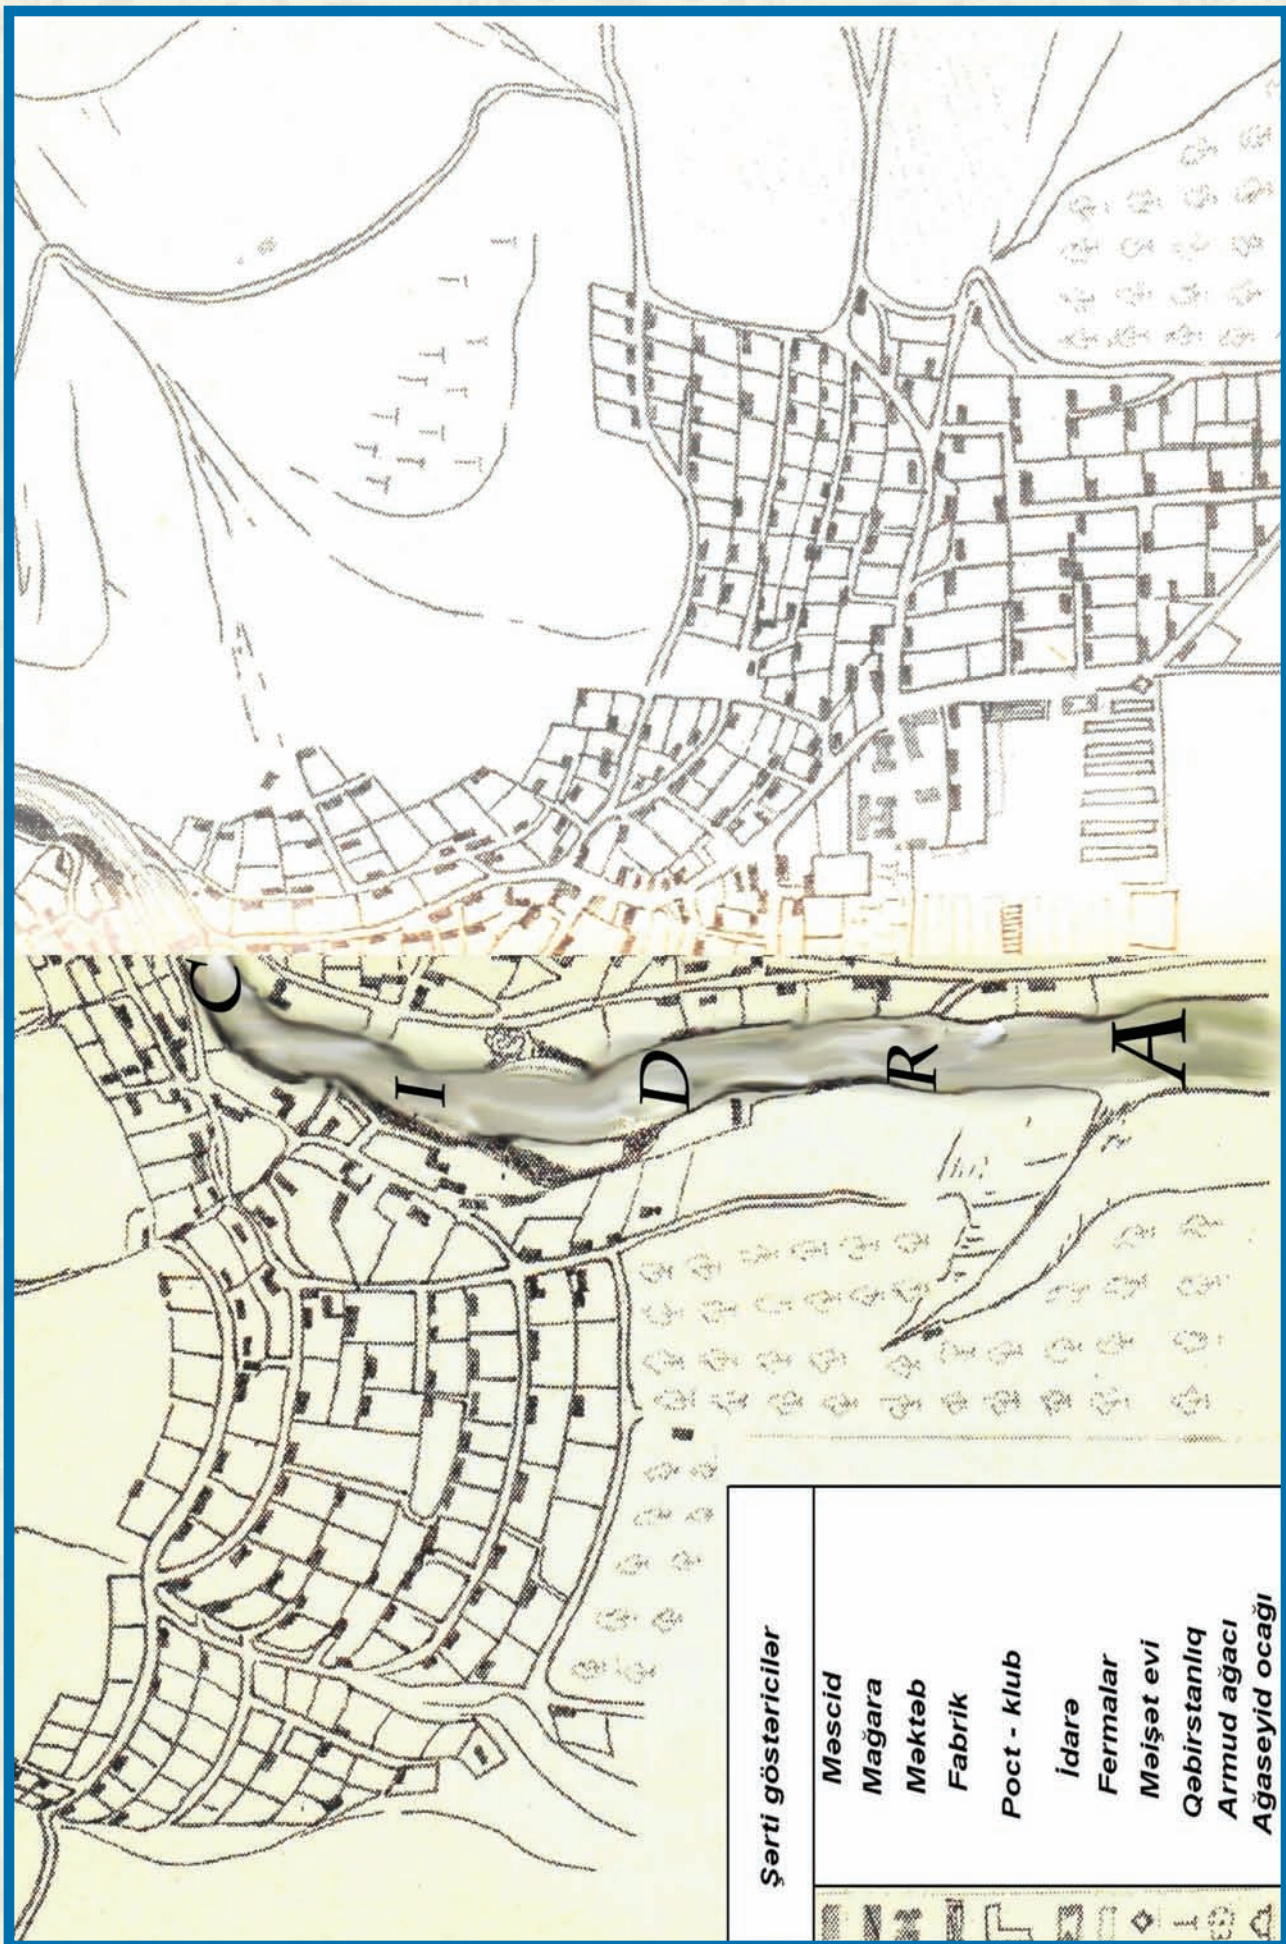 A R D I C
Şərti göstəricilər
Məscid
Mağara
Məktəb
Fabrik
Poct - klub
İdarə
Fermalar
Məişət evi
Qəbirstanlıq
Armud ağacı
Ağaseyid ocağı